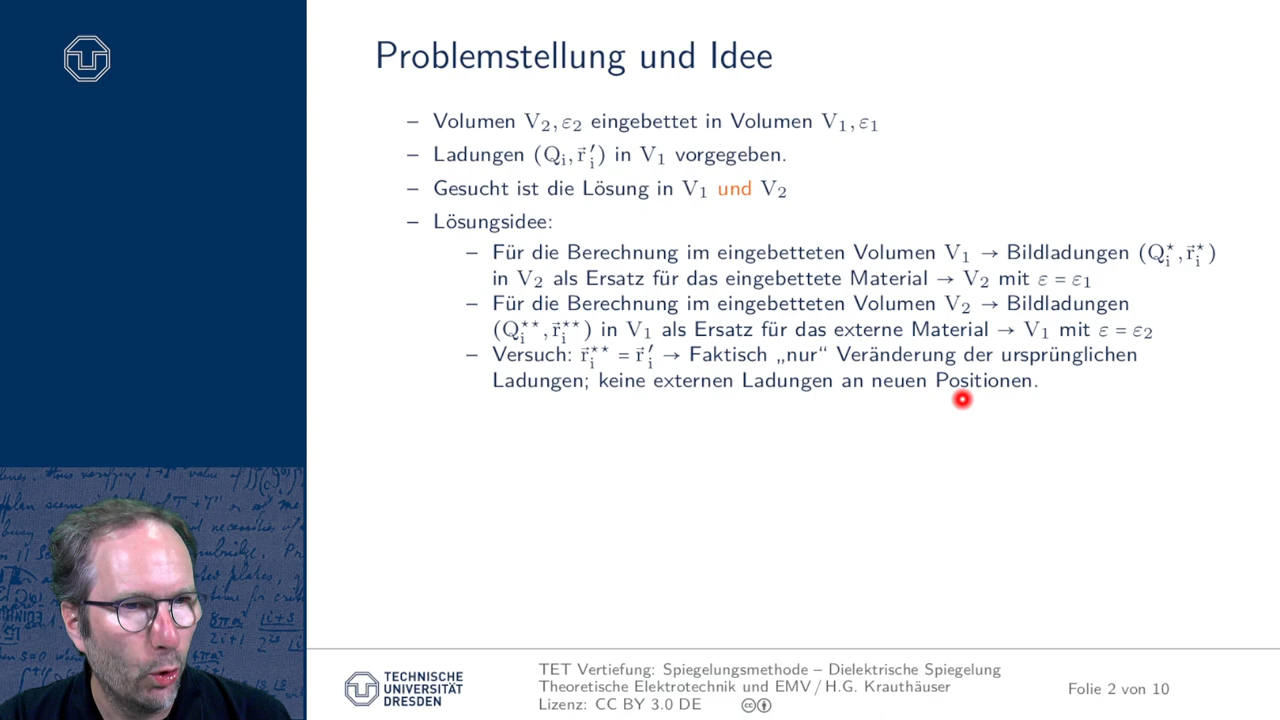 Problemstellung und Idee
– Volumen V₂, ε₂ eingebettet in Volumen V₁, ε₁
– Ladungen (Qᵢ, r⃗ᵢ′) in V₁ vorgegeben.
– Gesucht ist die Lösung in V₁ und V₂
– Lösungsidee:
– Für die Berechnung im eingebetteten Volumen V₁ → Bildladungen (Qᵢ⋆, r⃗ᵢ⋆)
in V₂ als Ersatz für das eingebettete Material → V₂ mit ε = ε₁
– Für die Berechnung im eingebetteten Volumen V₂ → Bildladungen
(Qᵢ⋆⋆, r⃗ᵢ⋆⋆) in V₁ als Ersatz für das externe Material → V₁ mit ε = ε₂
– Versuch: r⃗ᵢ⋆⋆ = r⃗ᵢ′ → Faktisch „nur“ Veränderung der ursprünglichen
Ladungen; keine externen Ladungen an neuen Positionen.
TECHNISCHE
UNIVERSITÄT
DRESDEN
TET Vertiefung: Spiegelungsmethode – Dielektrische Spiegelung
Theoretische Elektrotechnik und EMV / H.G. Krauthäuser
Lizenz: CC BY 3.0 DE
Folie 2 von 10